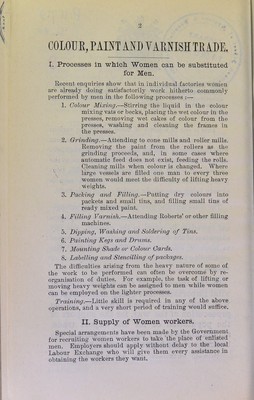 2
COLOUR, PAINT AND VARNISH TRADE.
I. Processes in which Women can be substituted
for Men.
Recent enquiries show that in individual factories women
are already doing satisfactorily work hitherto commonly
performed by men in the following processes :—
1. Colour Mixing.—Stirring the liquid in the colour
mixing vats or becks, placing the wet colour in the
presses, removing wet cakes of colour from the
presses, washing and cleaning the frames in
the presses.
2. Grinding.—Attending to cone mills and roller mills.
Removing the paint from the rollers as the
grinding proceeds, and, in some cases where
automatic feed does not exist, feeding the rolls.
Cleaning mills when colour is changed. Where
large vessels are filled one man to every three
women would meet the difficulty of lifting heavy
weights.
3. Packing and Filling.—Putting dry colours into
packets and small tins, and filling small tins of
ready mixed paint.
4. Filling Varnish.—Attending Roberts' or other filling
machines.
5. Dipping, Washing and Soldering of Tins.
6. Painting Kegs and Drums.
7. Mounting Shade or Colour Cards.
8. Labelling and Stencilling of packages.
The difficulties arising from the heavy nature of some of
the work to be performed can often be overcome by re-
organisation of duties. For example, the task of lifting or
moving heavy weights can be assigned to men while women
can be employed on the lighter processes.
Training.—Little skill is required in any of the above
operations, and a very short period of training would suffice.
II. Supply of Women workers.
Special arrangements have been made by the Government
for recruiting women workers to take the place of enlisted
men. Employers should apply without delay to the local
Labour Exchange who will give them every assistance in
obtaining the workers they want.